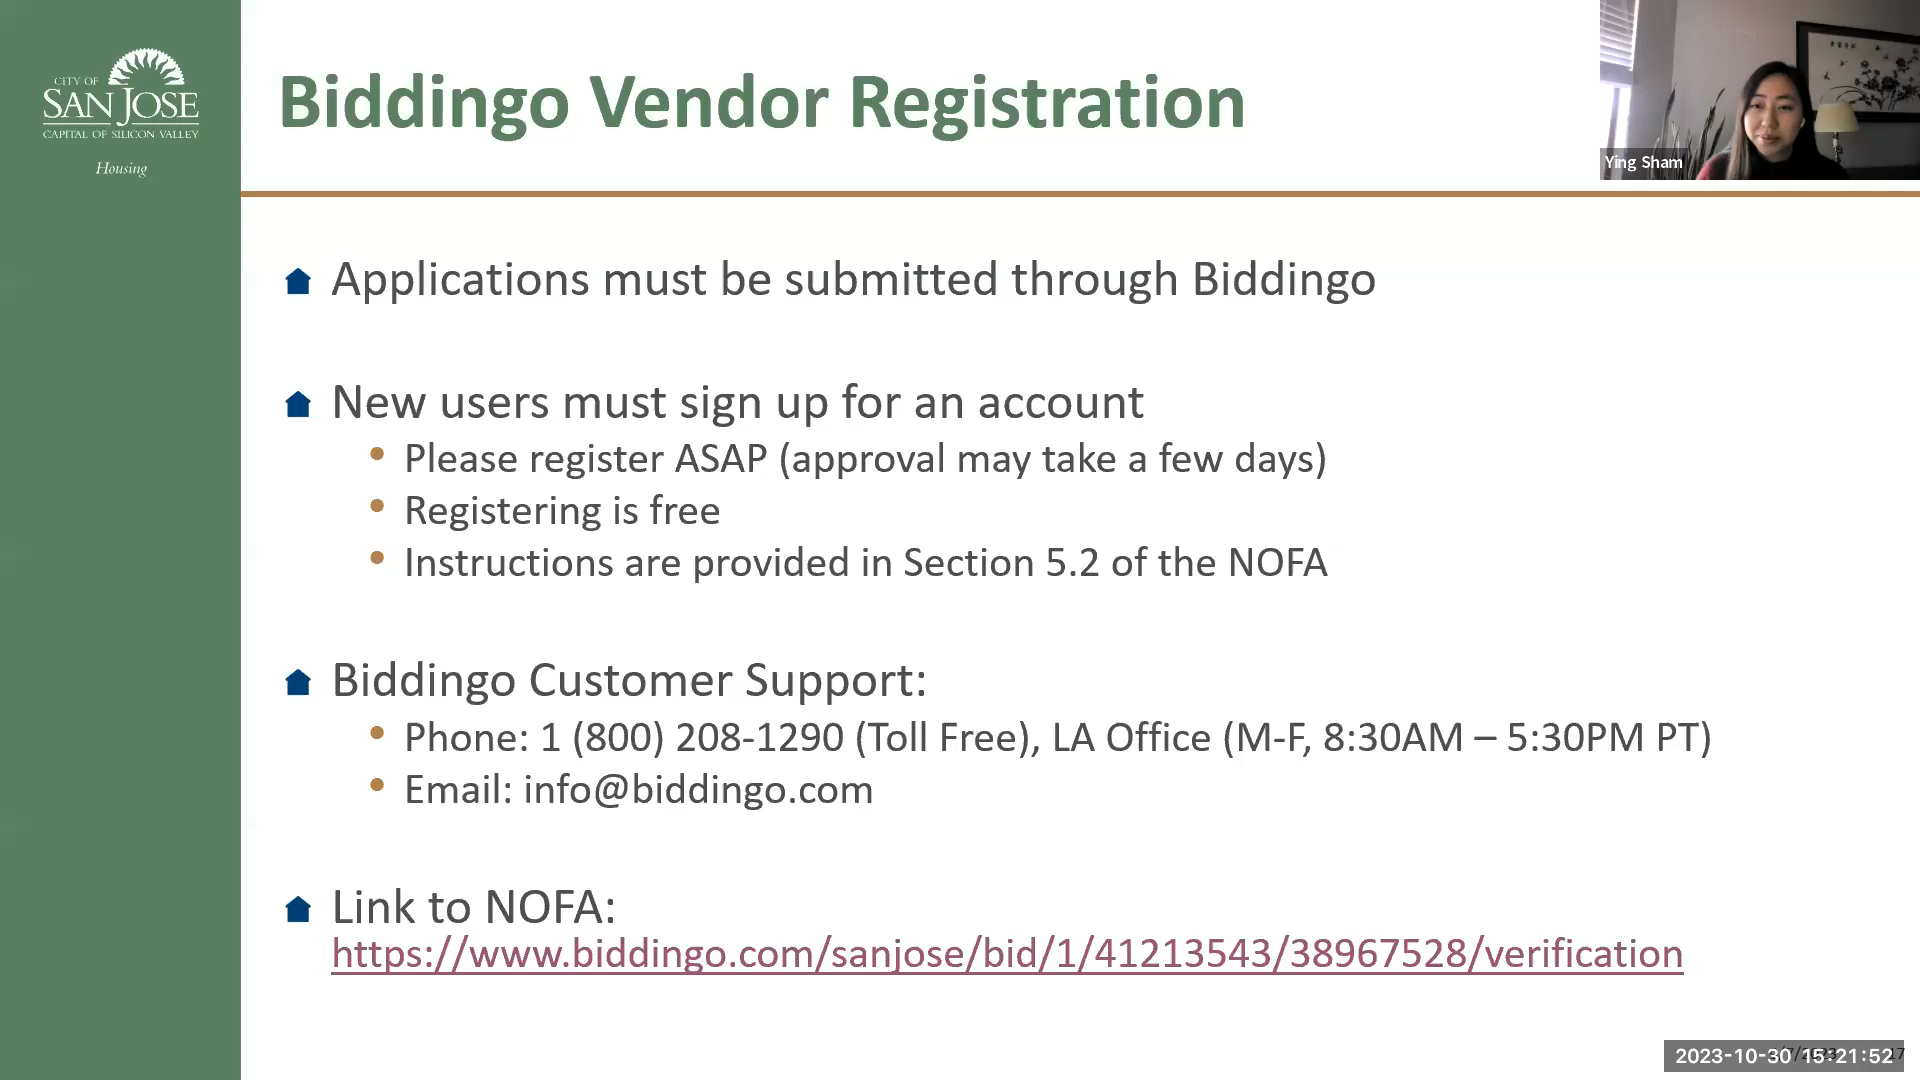 CITY OF
SAN JOSE
CAPITAL OF SILICON VALLEY
Housing
Biddingo Vendor Registration
Ying Sham
Applications must be submitted through Biddingo
New users must sign up for an account
Please register ASAP (approval may take a few days)
Registering is free
Instructions are provided in Section 5.2 of the NOFA
Biddingo Customer Support:
Phone: 1 (800) 208-1290 (Toll Free), LA Office (M-F, 8:30AM – 5:30PM PT)
Email: info@biddingo.com
Link to NOFA:
https://www.biddingo.com/sanjose/bid/1/41213543/38967528/verification
2023-10-30 15:21:52
17